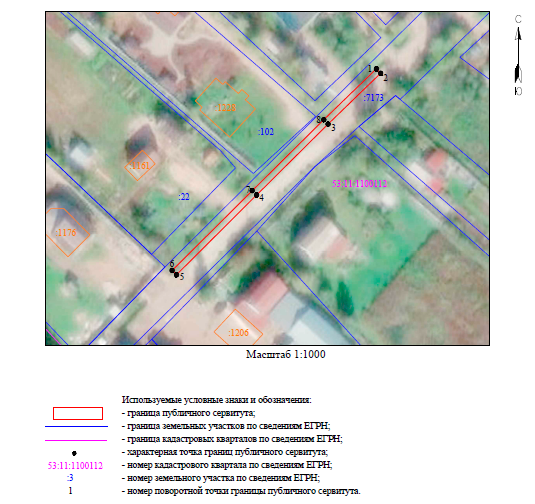 С
Ю
1
2
:7173
:1220
8
3
:102
:1161
53:11:1100112
:22
7
4
:1176
6
5
:1206
Масштаб 1:1000
Используемые условные знаки и обозначения:
- граница публичного сервитута;
- граница земельных участков по сведениям ЕГРН;
- граница кадастровых кварталов по сведениям ЕГРН;
- характерная точка границ публичного сервитута;
53:11:1100112 - номер кадастрового квартала по сведениям ЕГРН;
:3 - номер земельного участка по сведениям ЕГРН;
1 - номер поворотной точки границы публичного сервитута.